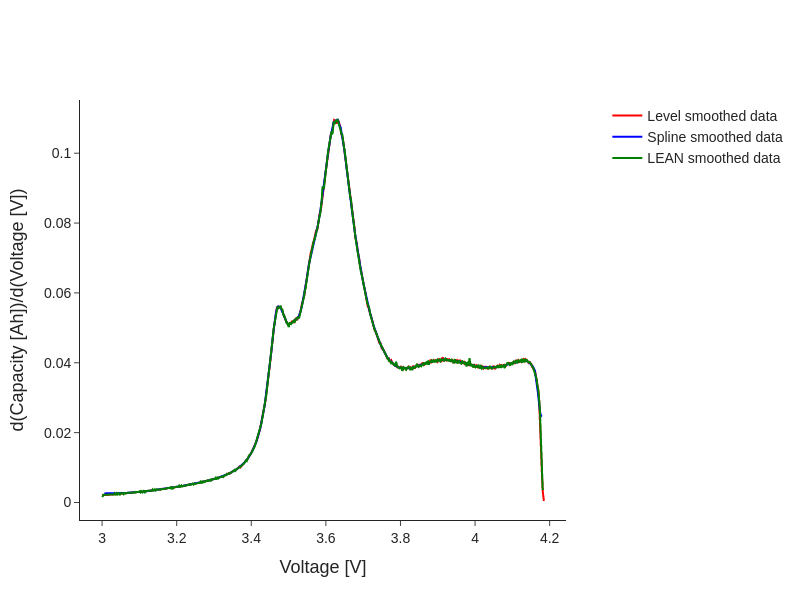 Level smoothed data
Spline smoothed data
LEAN smoothed data
d(Capacity [Ah])/d(Voltage [V])
0.1
0.08
0.06
0.04
0.02
0
3
3.2
3.4
3.6
3.8
4
4.2
Voltage [V]